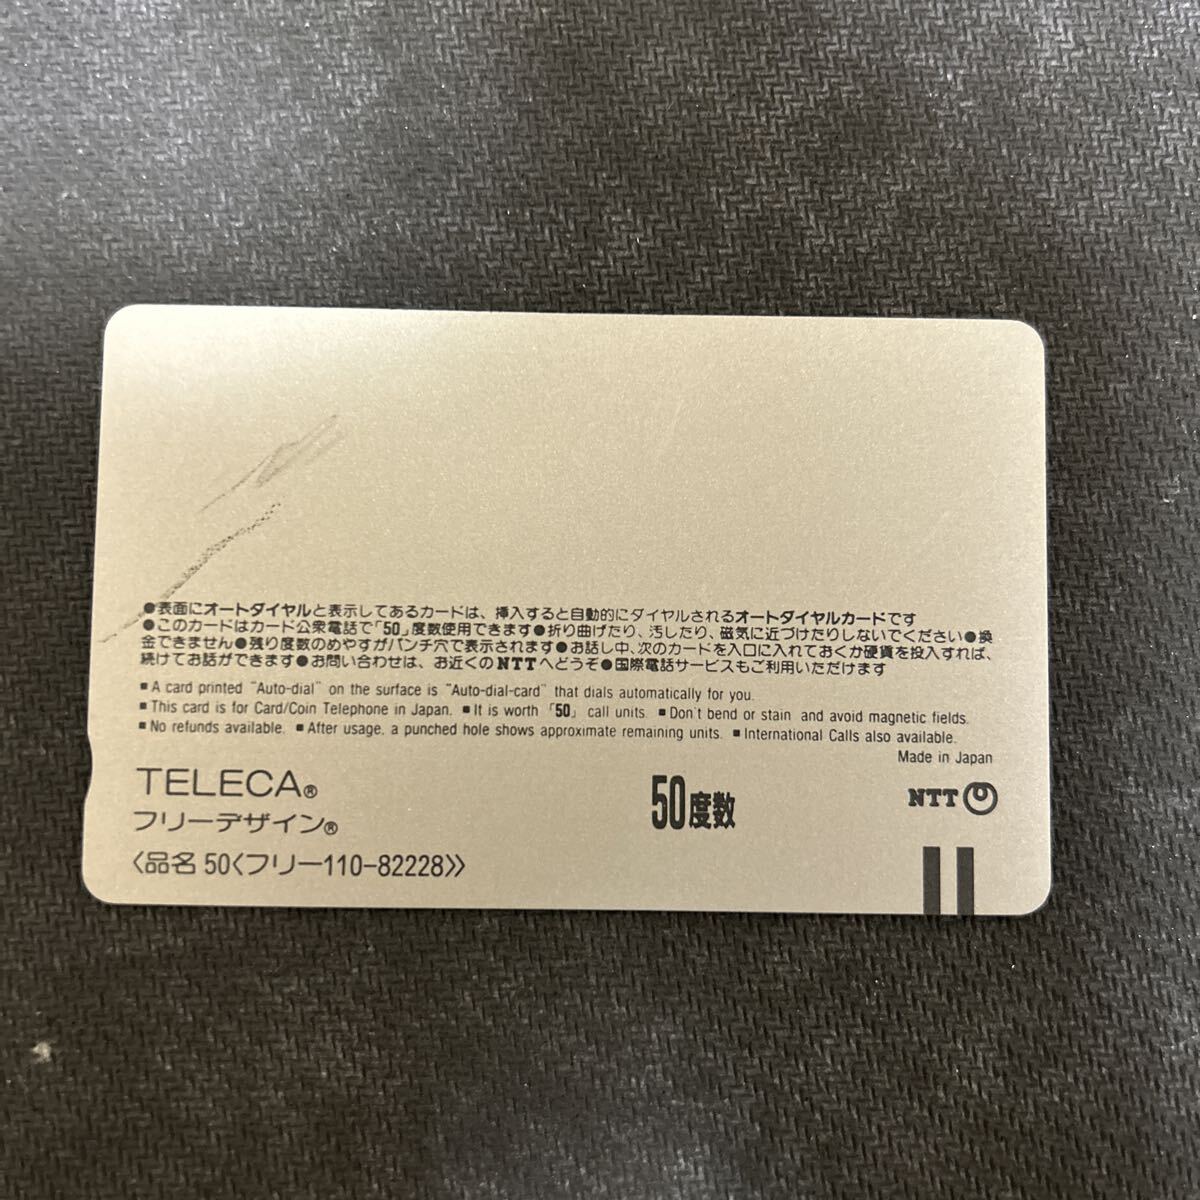 ●表面にオートダイヤルと表示してあるカードは、挿入すると自動的にダイヤルされるオートダイヤルカードです
●このカードはカード公衆電話で「50」度数使用できます●折り曲げたり、汚したり、磁気に近づけたりしないでください●換
金できません●残り度数のめやすがパンチ穴で表示されます●お話し中、次のカードを入口に入れておくか硬貨を投入すれば、
続けてお話ができます●お問い合わせは、お近くのNTTへどうぞ●国際電話サービスもご利用いただけます
■A card printed "Auto-dial" on the surface is "Auto-dial-card" that dials automatically for you.
■This card is for Card/Coin Telephone in Japan. ■It is worth「50」call units. ■Don't bend or stain and avoid magnetic fields.
■No refunds available. ■After usage, a punched hole shows approximate remaining units. ■International Calls also available.
Made in Japan
TELECA®
フリーデザイン®
50度数
NTT
〈品名 50〈フリー110-82228〉〉